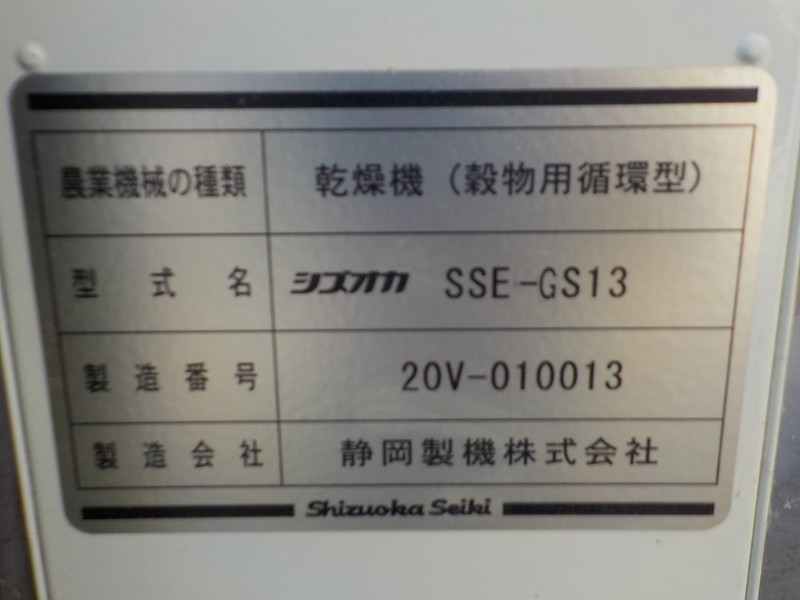 農業機械の種類 乾燥機（穀物用循環型）
型式名 シズオカ SSE-GS13
製造番号 20V-010013
製造会社 静岡製機株式会社
Shizuoka Seiki